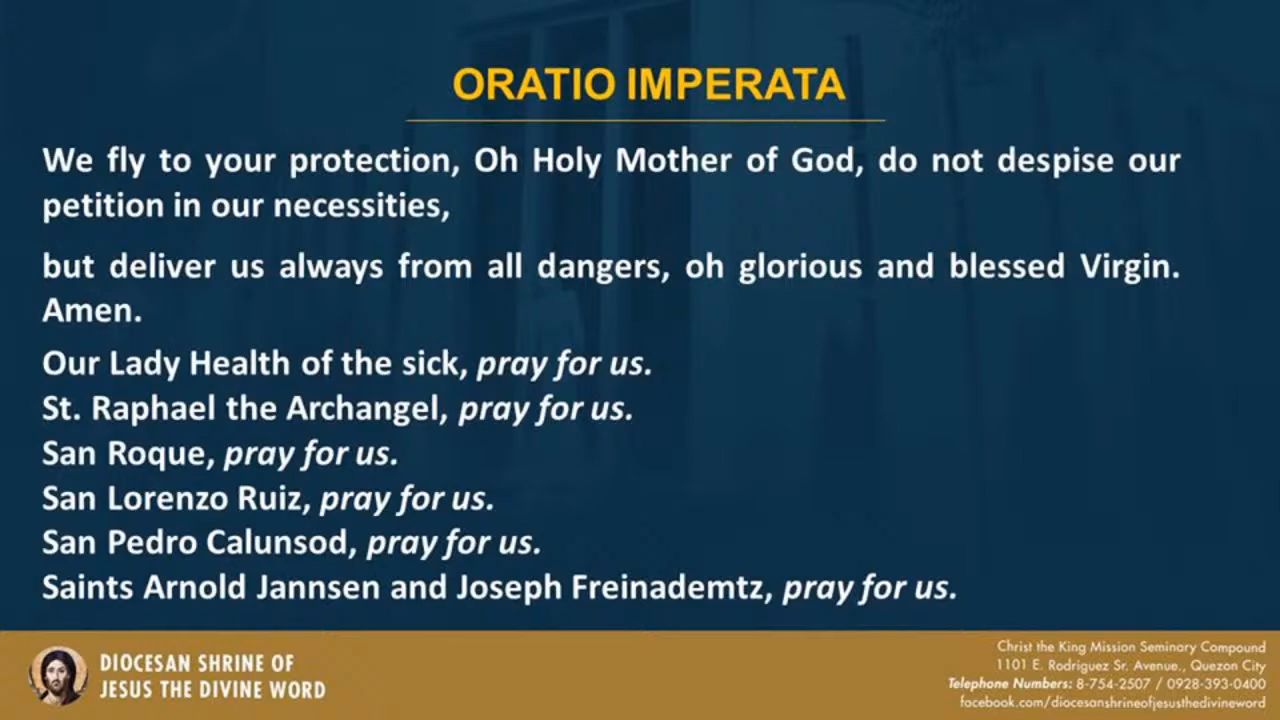 ORATIO IMPERATA
We fly to your protection, Oh Holy Mother of God, do not despise our
petition in our necessities,
but deliver us always from all dangers, oh glorious and blessed Virgin.
Amen.
Our Lady Health of the sick, pray for us.
St. Raphael the Archangel, pray for us.
San Roque, pray for us.
San Lorenzo Ruiz, pray for us.
San Pedro Calunsod, pray for us.
Saints Arnold Jannsen and Joseph Freinademtz, pray for us.
DIOCESAN SHRINE OF
JESUS THE DIVINE WORD
Christ the King Mission Seminary Compound
1101 E. Rodriguez Sr. Avenue., Quezon City
Telephone Numbers: 8-754-2507 / 0928-393-0400
facebook.com/diocesanshrineofjesusthedivineword